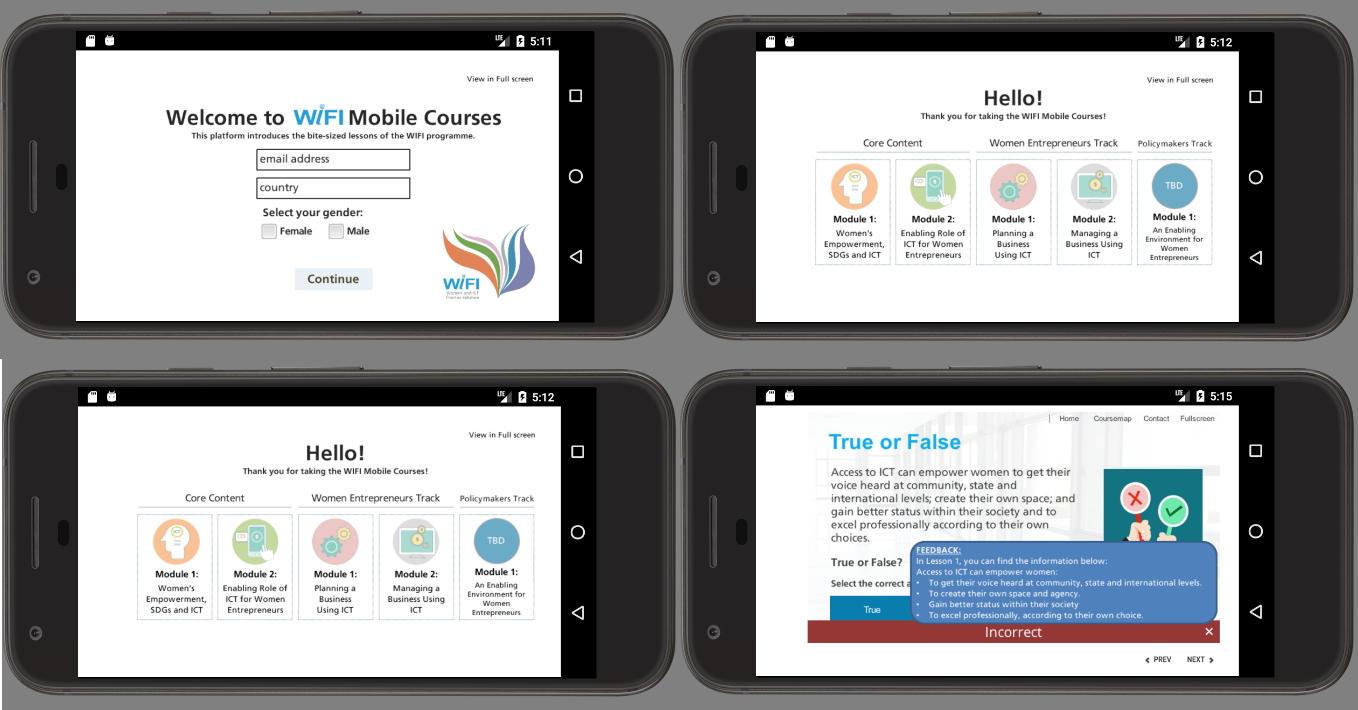 LTE 5:11
View in Full screen
Welcome to WiFI Mobile Courses
This platform introduces the bite-sized lessons of the WIFI programme.
email address
country
Select your gender:
Female Male
Continue
WiFI
Women and ICT
Frontier Initiative
LTE 5:12
View in Full screen
Hello!
Thank you for taking the WIFI Mobile Courses!
Core Content
Women Entrepreneurs Track
Policymakers Track
ICT
Module 1:
Women's
Empowerment,
SDGs and ICT
Module 2:
Enabling Role of
ICT for Women
Entrepreneurs
Module 1:
Planning a
Business
Using ICT
Module 2:
Managing a
Business Using
ICT
TBD
Module 1:
An Enabling
Environment for
Women
Entrepreneurs
LTE 5:12
View in Full screen
Hello!
Thank you for taking the WIFI Mobile Courses!
Core Content
Women Entrepreneurs Track
Policymakers Track
ICT
Module 1:
Women's
Empowerment,
SDGs and ICT
Module 2:
Enabling Role of
ICT for Women
Entrepreneurs
Module 1:
Planning a
Business
Using ICT
Module 2:
Managing a
Business Using
ICT
TBD
Module 1:
An Enabling
Environment for
Women
Entrepreneurs
LTE 5:15
| Home Coursemap Contact Fullscreen
True or False
Access to ICT can empower women to get their
voice heard at community, state and
international levels; create their own space; and
gain better status within their society and to
excel professionally according to their own
choices.
True or False?
Select the correct a
True
FEEDBACK:
In Lesson 1, you can find the information below:
Access to ICT can empower women:
• To get their voice heard at community, state and international levels.
• To create their own space and agency.
• Gain better status within their society
• To excel professionally, according to their own choice.
Incorrect ×
PREV NEXT